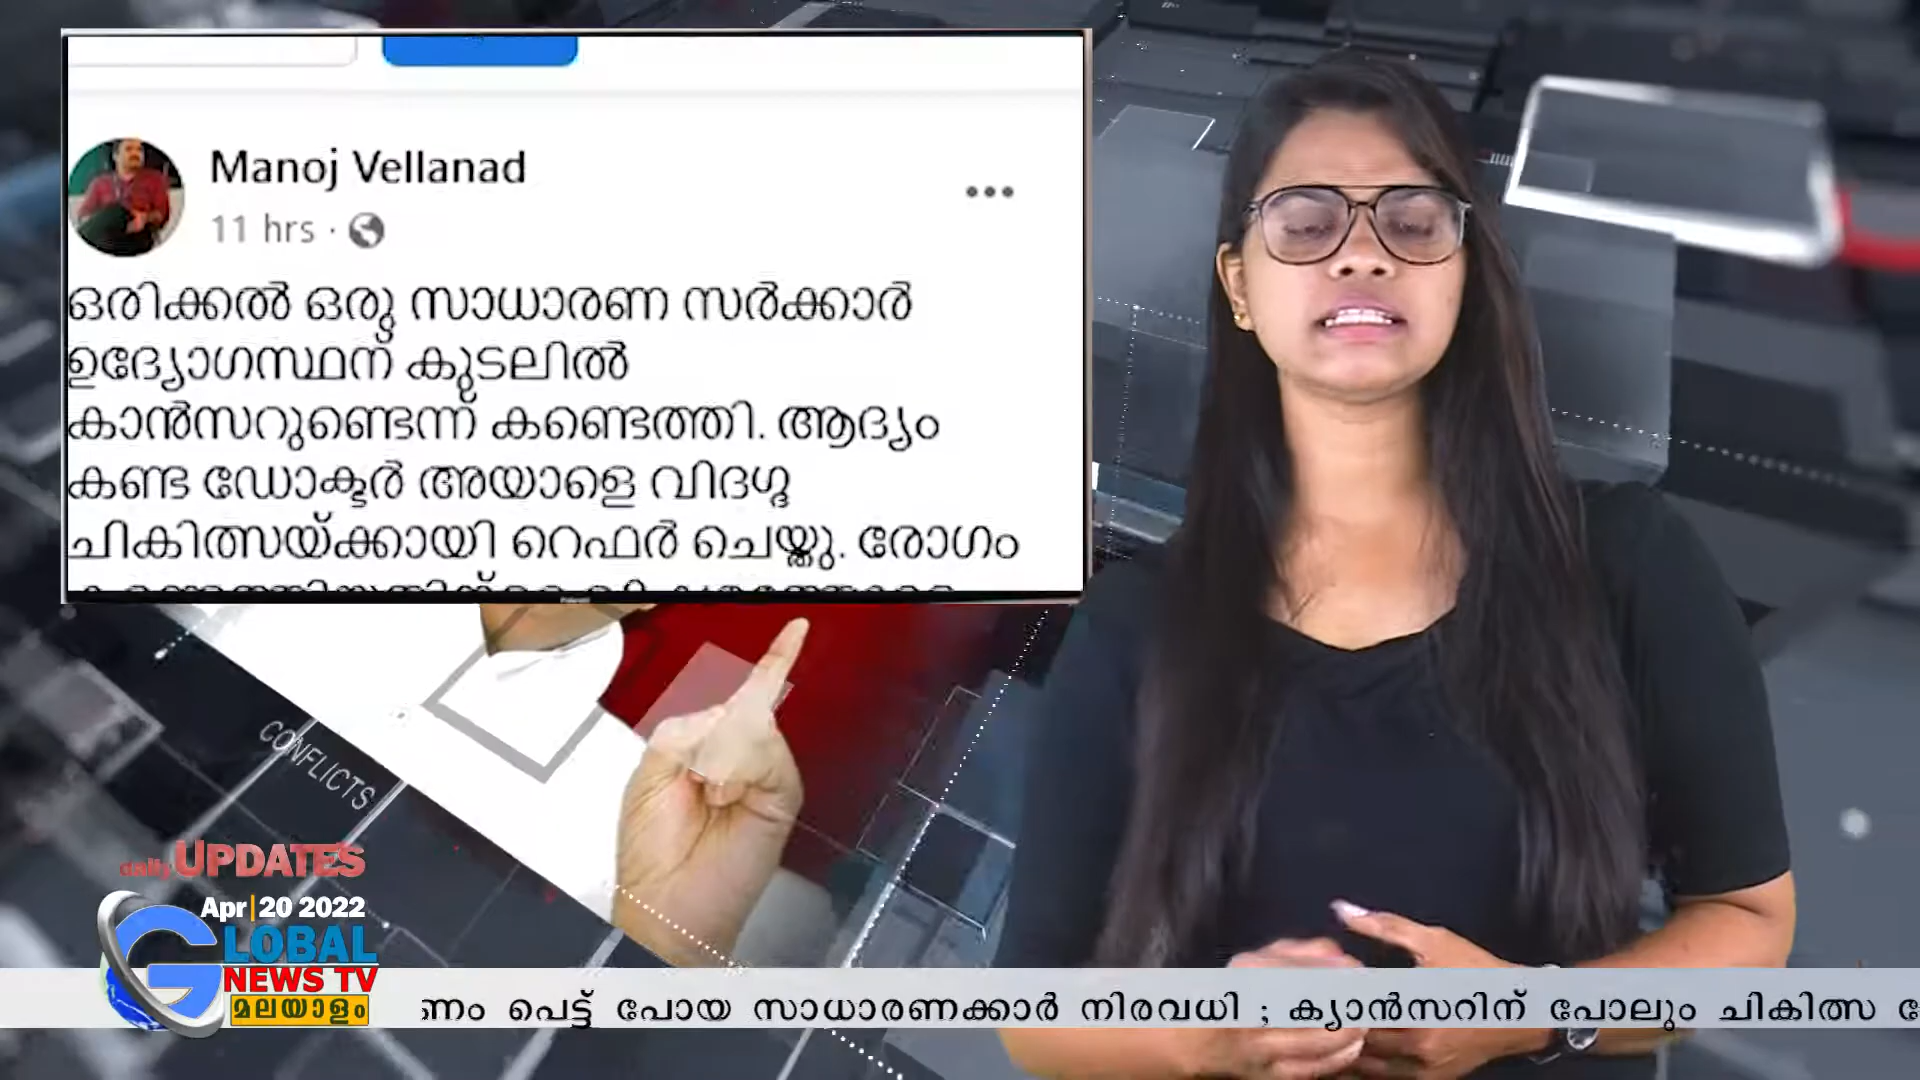 Manoj Vellanad
11 hrs ·
ഒരിക്കൽ ഒരു സാധാരണ സർക്കാർ
ഉദ്യോഗസ്ഥന് കുടലിൽ
കാൻസറുണ്ടെന്ന് കണ്ടെത്തി. ആദ്യം
കണ്ട ഡോക്ടർ അയാളെ വിദഗ്ദ
ചികിത്സയ്ക്കായി റെഫർ ചെയ്തു. രോഗം
CONFLICTS
daily UPDATES
Apr|20 2022
GLOBAL
NEWS TV
മലയാളം
പെട്ട് പോയ സാധാരണക്കാർ നിരവധി ; ക്യാൻസറിന് പോലും ചികിത്സ